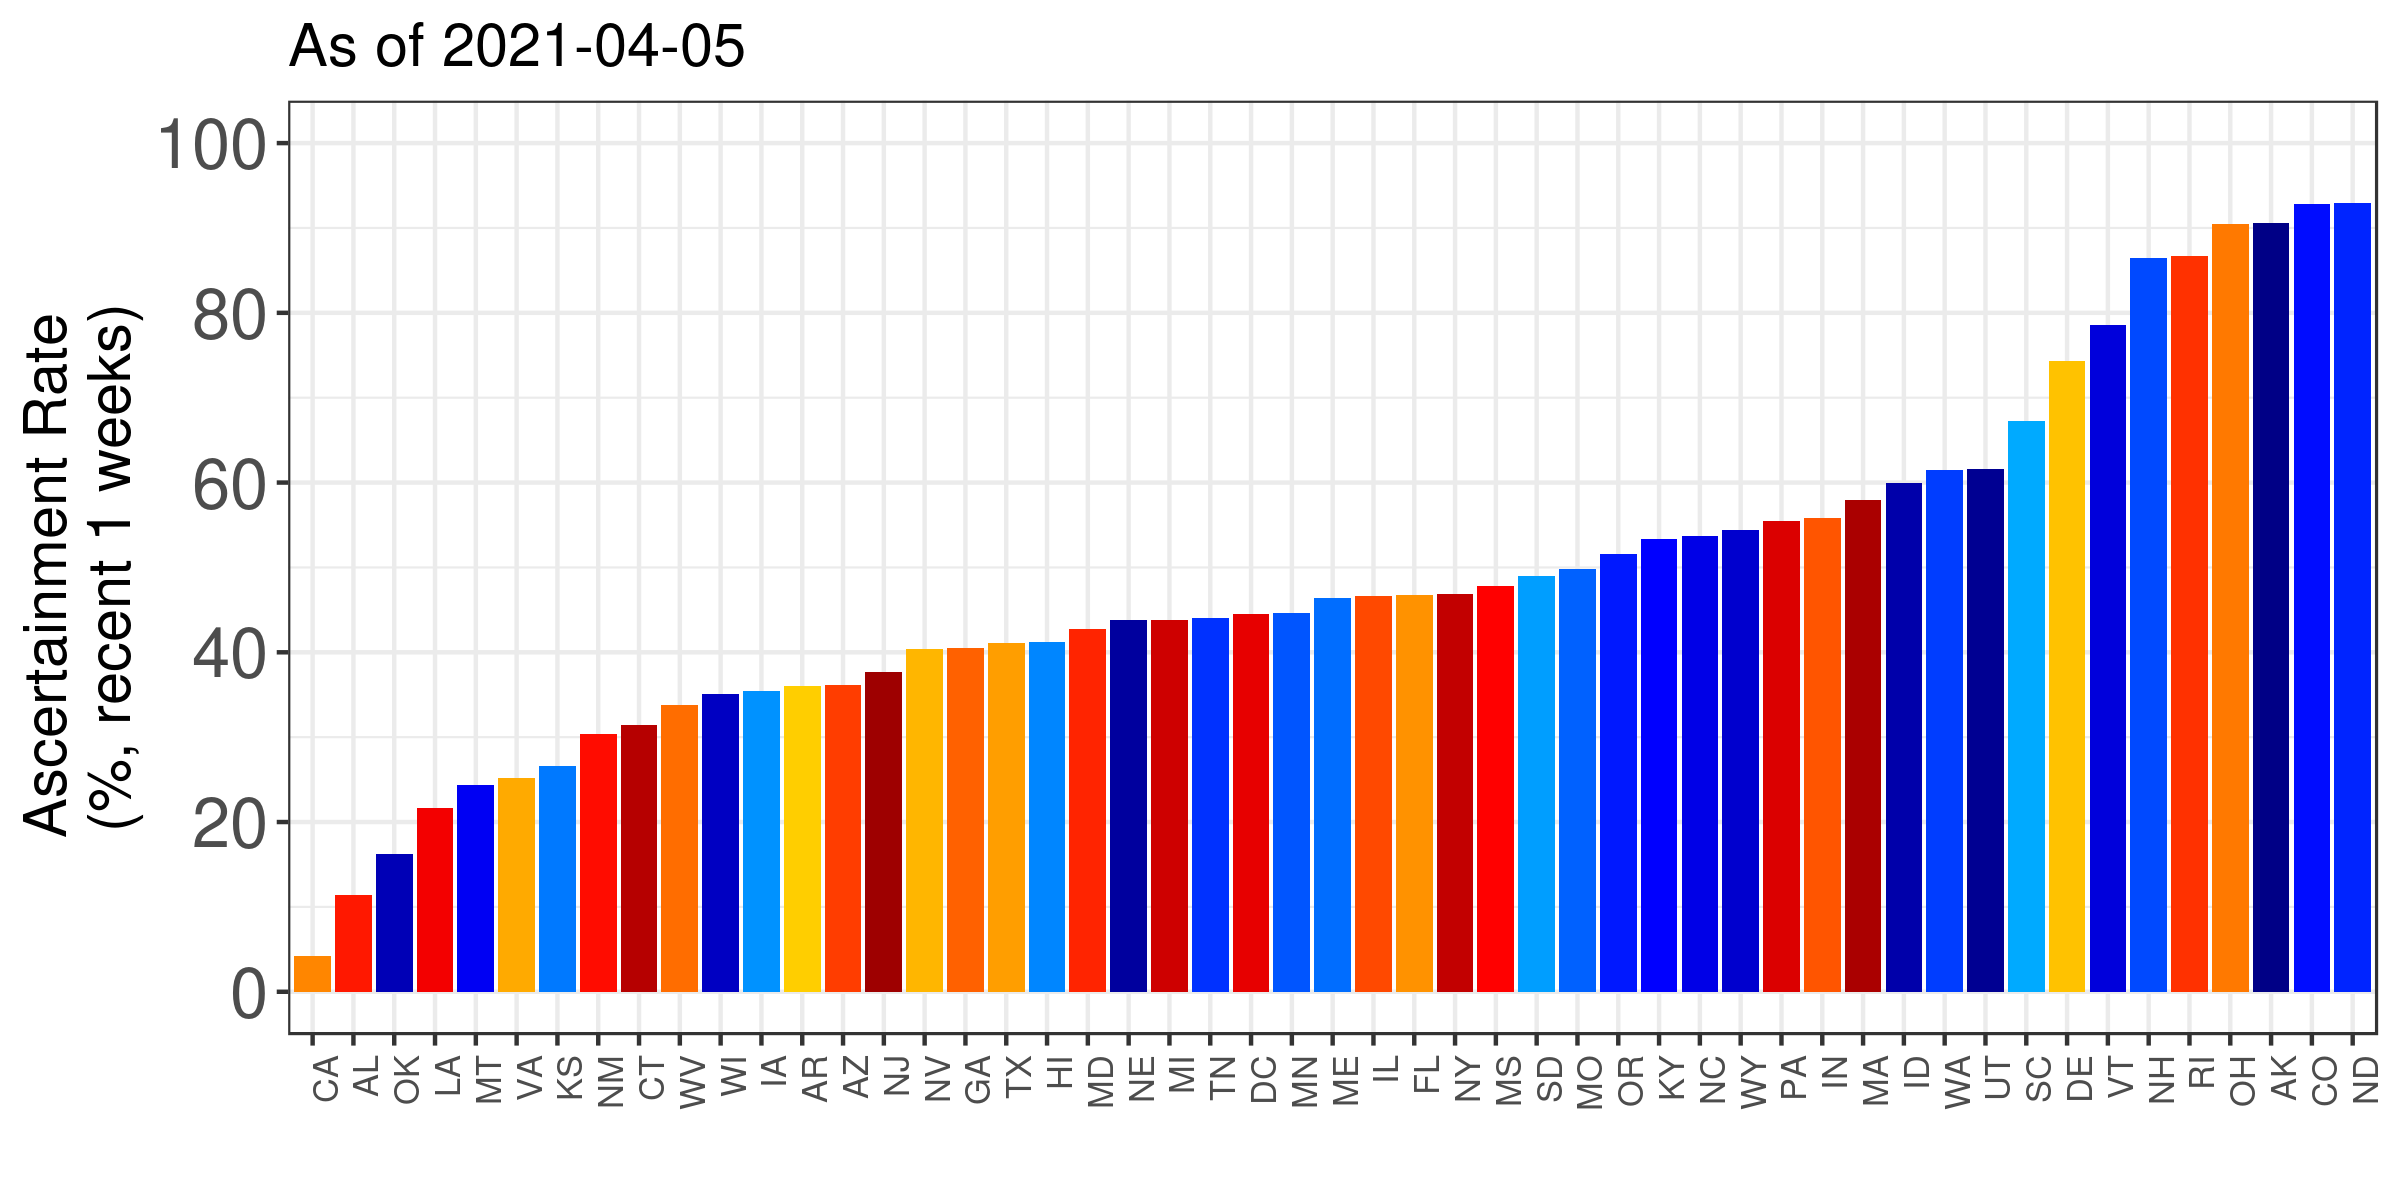 As of 2021-04-05
Ascertainment Rate
(%, recent 1 weeks)
100
80
60
40
20
0
CA AL OK LA MT VA KS NM CT WV WI IA AR AZ NJ NV GA TX HI MD NE MI TN DC MN ME IL FL NY MS SD MO OR KY NC WY PA IN MA ID WA UT SC DE VT NH RI OH AK CO ND